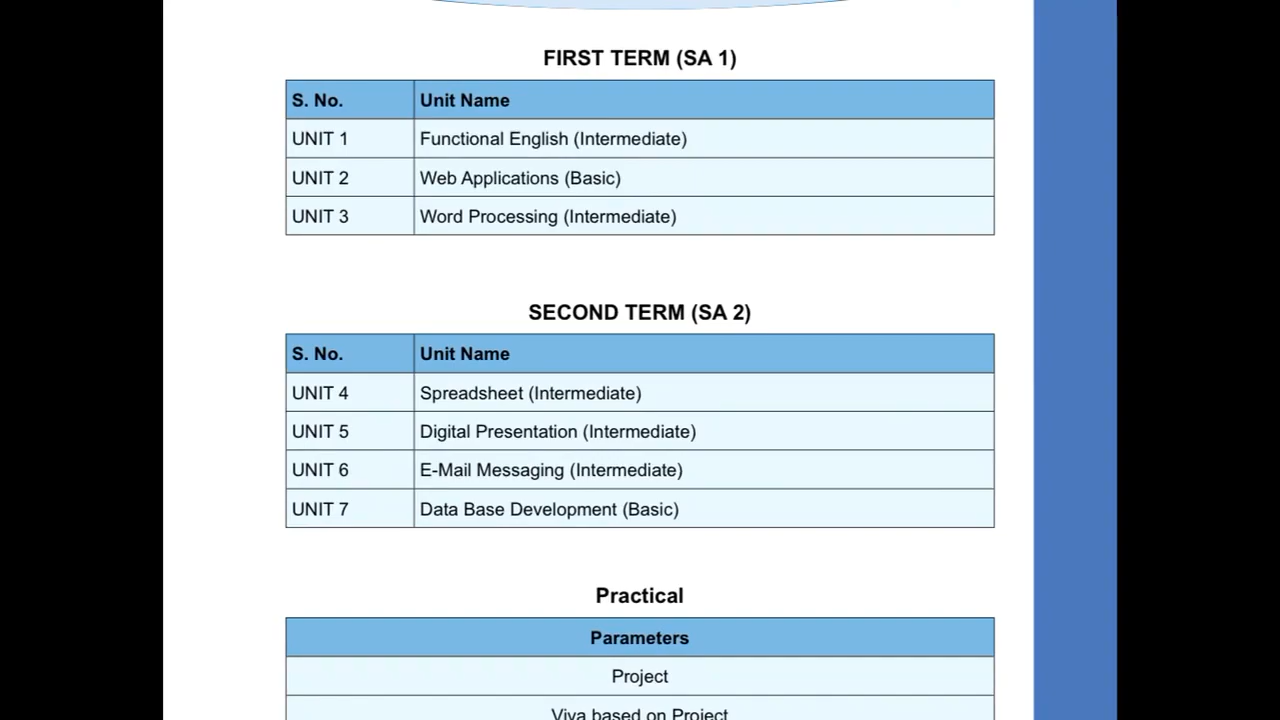 FIRST TERM (SA 1)
S. No. Unit Name
UNIT 1 Functional English (Intermediate)
UNIT 2 Web Applications (Basic)
UNIT 3 Word Processing (Intermediate)
SECOND TERM (SA 2)
S. No. Unit Name
UNIT 4 Spreadsheet (Intermediate)
UNIT 5 Digital Presentation (Intermediate)
UNIT 6 E-Mail Messaging (Intermediate)
UNIT 7 Data Base Development (Basic)
Practical
Parameters
Project
Viva based on Project